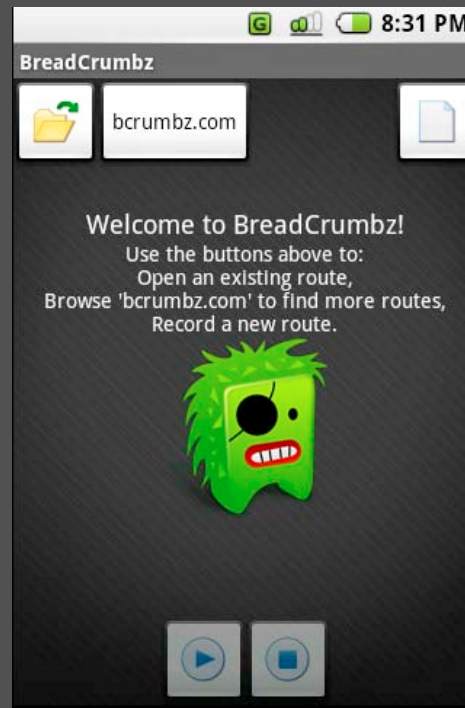 G 8:31 PM
BreadCrumbz
bcrumbz.com
Welcome to BreadCrumbz!
Use the buttons above to:
Open an existing route,
Browse 'bcrumbz.com' to find more routes,
Record a new route.